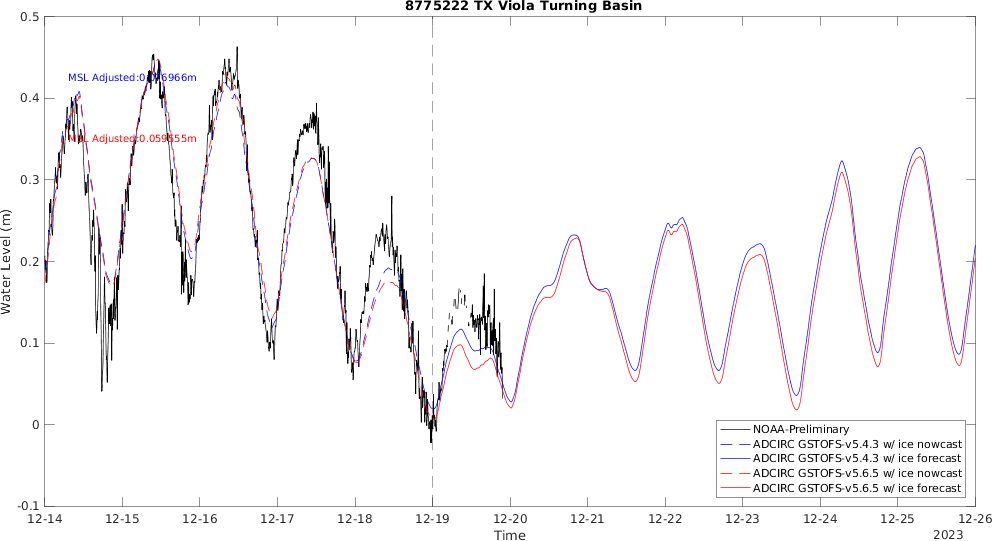 8775222 TX Viola Turning Basin
0.5
0.4
0.3
0.2
0.1
0
-0.1
Water Level (m)
MSL Adjusted:
MSL Adjusted:0.059555m
NOAA-Preliminary
ADCIRC GSTOFS-v5.4.3 w/ ice nowcast
ADCIRC GSTOFS-v5.4.3 w/ ice forecast
ADCIRC GSTOFS-v5.6.5 w/ ice nowcast
ADCIRC GSTOFS-v5.6.5 w/ ice forecast
12-14 12-15 12-16 12-17 12-18 12-19 12-20 12-21 12-22 12-23 12-24 12-25 12-26
Time
2023